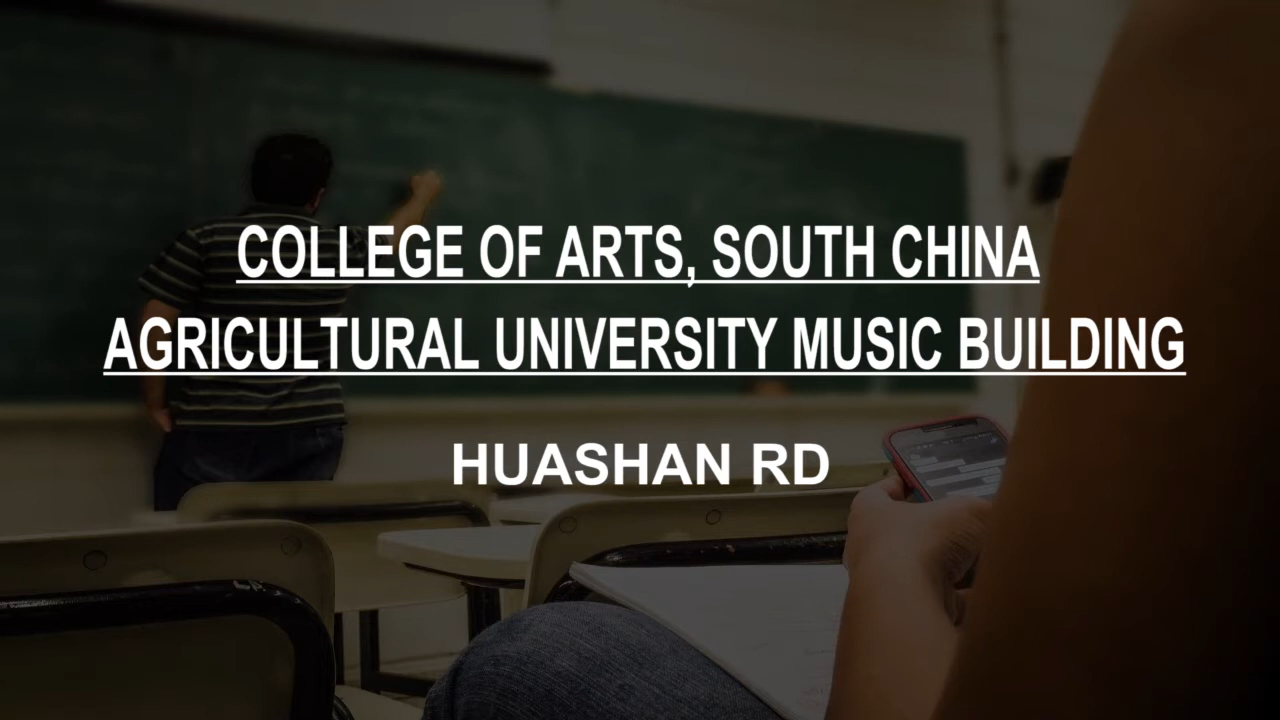 COLLEGE OF ARTS, SOUTH CHINA
AGRICULTURAL UNIVERSITY MUSIC BUILDING
HUASHAN RD